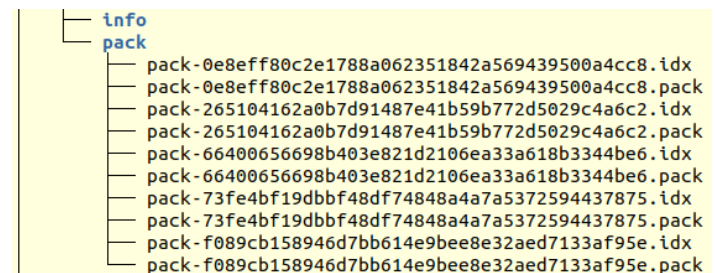 info
pack
pack-0e8eff80c2e1788a062351842a569439500a4cc8.idx
pack-0e8eff80c2e1788a062351842a569439500a4cc8.pack
pack-265104162a0b7d91487e41b59b772d5029c4a6c2.idx
pack-265104162a0b7d91487e41b59b772d5029c4a6c2.pack
pack-66400656698b403e821d2106ea33a618b3344be6.idx
pack-66400656698b403e821d2106ea33a618b3344be6.pack
pack-73fe4bf19dbbf48df74848a4a7a5372594437875.idx
pack-73fe4bf19dbbf48df74848a4a7a5372594437875.pack
pack-f089cb158946d7bb614e9bee8e32aed7133af95e.idx
pack-f089cb158946d7bb614e9bee8e32aed7133af95e.pack